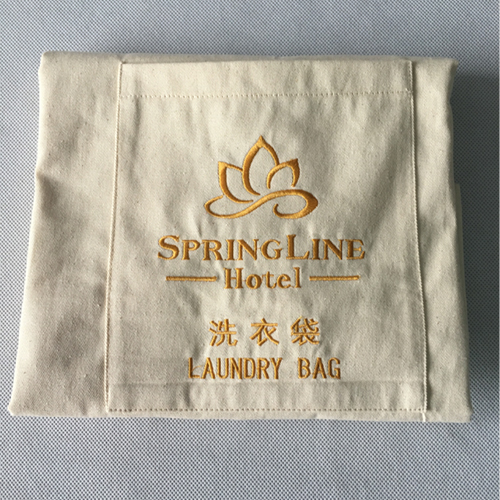 SPRINGLINE
Hotel
洗衣袋
LAUNDRY BAG